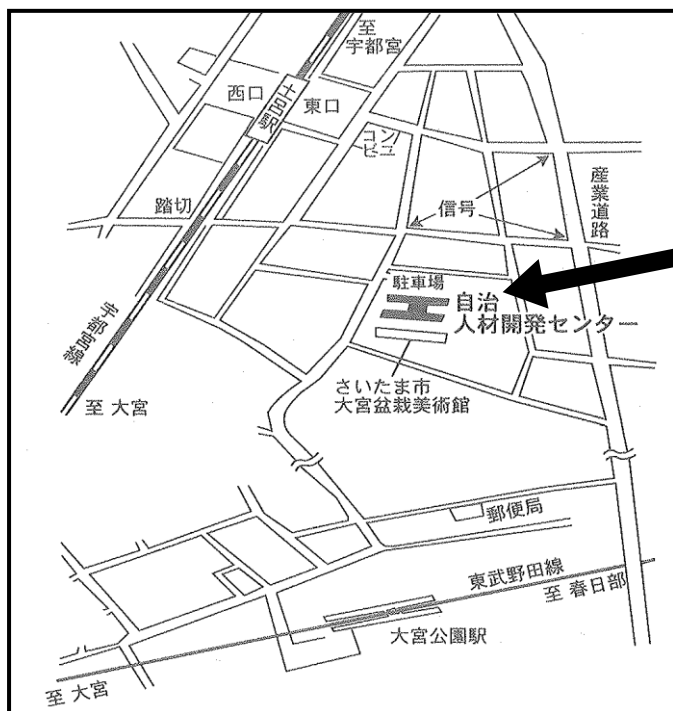 至
宇都宮
西口
土呂駅
東口
コン
ビニ
踏切
信号
産業道路
宇都宮線
駐車場
自治
人材開発センター
至 大宮
さいたま市
大宮盆栽美術館
郵便局
東武野田線
至 春日部
大宮公園駅
至 大宮